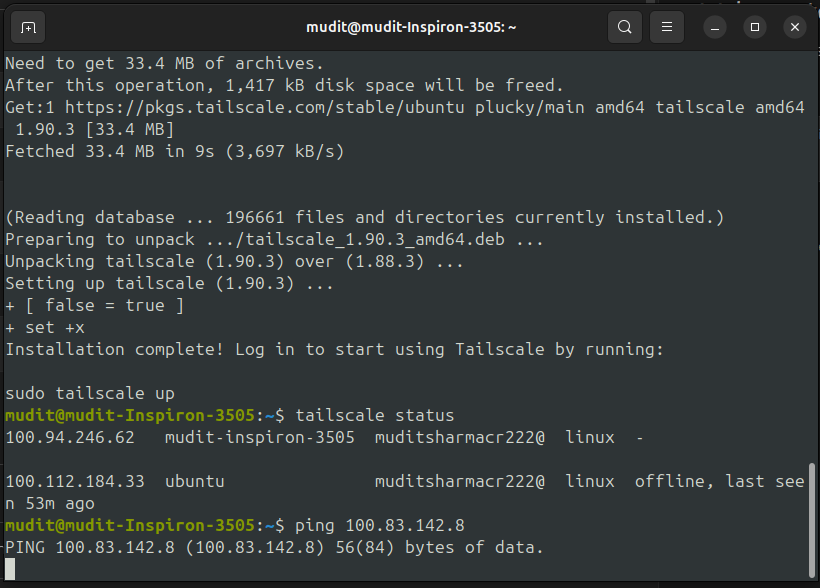 mudit@mudit-Inspiron-3505: ~
Need to get 33.4 MB of archives.
After this operation, 1,417 kB disk space will be freed.
Get:1 https://pkgs.tailscale.com/stable/ubuntu plucky/main amd64 tailscale amd64
 1.90.3 [33.4 MB]
Fetched 33.4 MB in 9s (3,697 kB/s)
(Reading database ... 196661 files and directories currently installed.)
Preparing to unpack .../tailscale_1.90.3_amd64.deb ...
Unpacking tailscale (1.90.3) over (1.88.3) ...
Setting up tailscale (1.90.3) ...
+ [ false = true ]
+ set +x
Installation complete! Log in to start using Tailscale by running:
sudo tailscale up
mudit@mudit-Inspiron-3505:~$ tailscale status
100.94.246.62   mudit-inspiron-3505  muditsharmacr222@  linux  -
100.112.184.33  ubuntu               muditsharmacr222@  linux  offline, last see
n 53m ago
mudit@mudit-Inspiron-3505:~$ ping 100.83.142.8
PING 100.83.142.8 (100.83.142.8) 56(84) bytes of data.